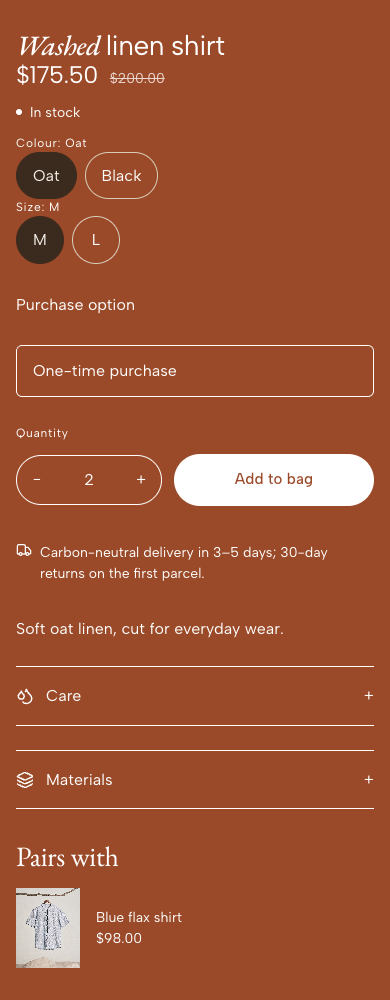 Washed linen shirt
$175.50 $200.00
In stock
Colour: Oat
Oat Black
Size: M
M L
Purchase option
One-time purchase
Quantity
− 2 + Add to bag
Carbon-neutral delivery in 3–5 days; 30-day
returns on the first parcel.
Soft oat linen, cut for everyday wear.
Care +
Materials +
Pairs with
Blue flax shirt
$98.00